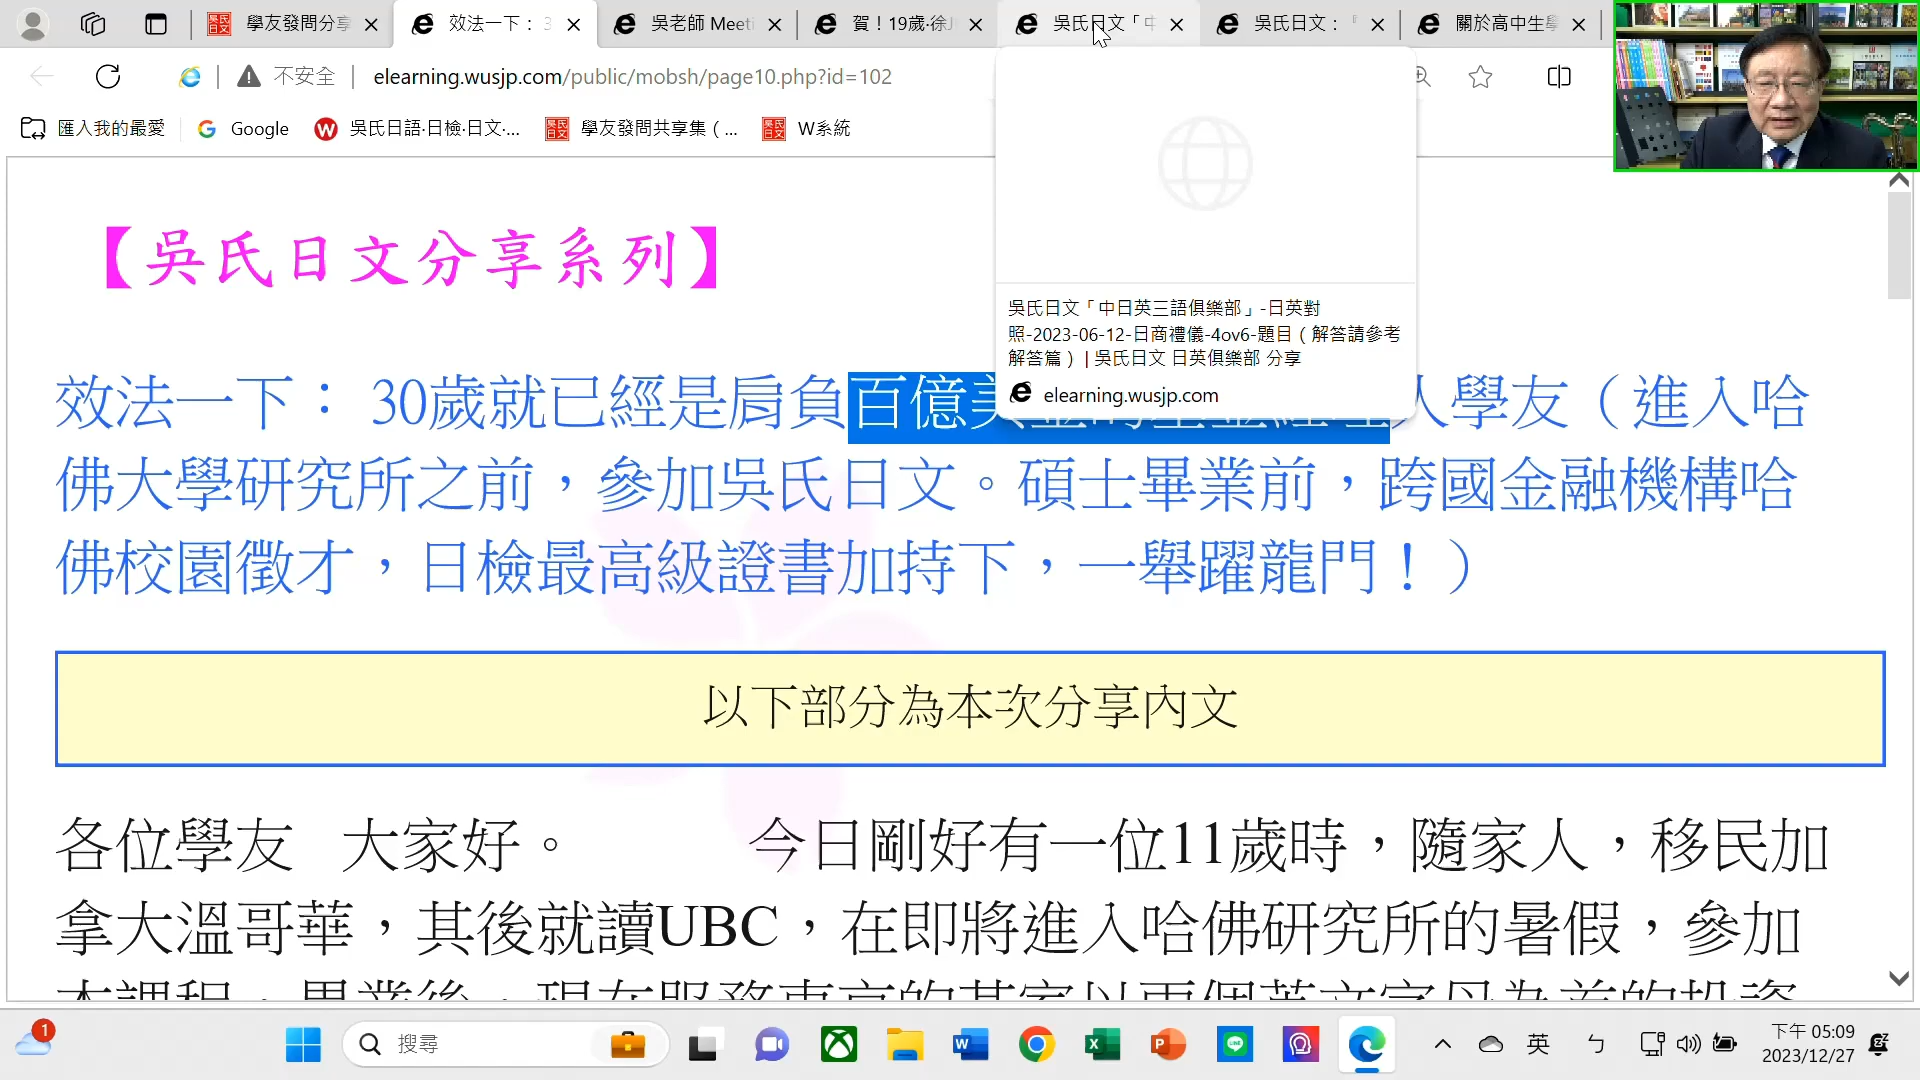 學友發問分享
效法一下： 3
吳老師 Meeti
賀！19歲·徐
吳氏日文「中
吳氏日文：『
關於高中生學
不安全
elearning.wusjp.com/public/mobsh/page10.php?id=102
匯入我的最愛
Google
吳氏日語·日檢·日文·...
學友發問共享集（...
W系統
【吳氏日文分享系列】
吳氏日文「中日英三語俱樂部」-日英對
照-2023-06-12-日商禮儀-4ov6-題目（解答請參考
解答篇）| 吳氏日文 日英俱樂部 分享
elearning.wusjp.com
效法一下： 30歲就已經是肩負百億美 人學友（進入哈
佛大學研究所之前，參加吳氏日文。碩士畢業前，跨國金融機構哈
佛校園徵才，日檢最高級證書加持下，一舉躍龍門！）
以下部分為本次分享內文
各位學友 大家好。 今日剛好有一位11歲時，隨家人，移民加
拿大溫哥華，其後就讀UBC，在即將進入哈佛研究所的暑假，參加
1
搜尋
英
ㄅ
下午 05:09
2023/12/27